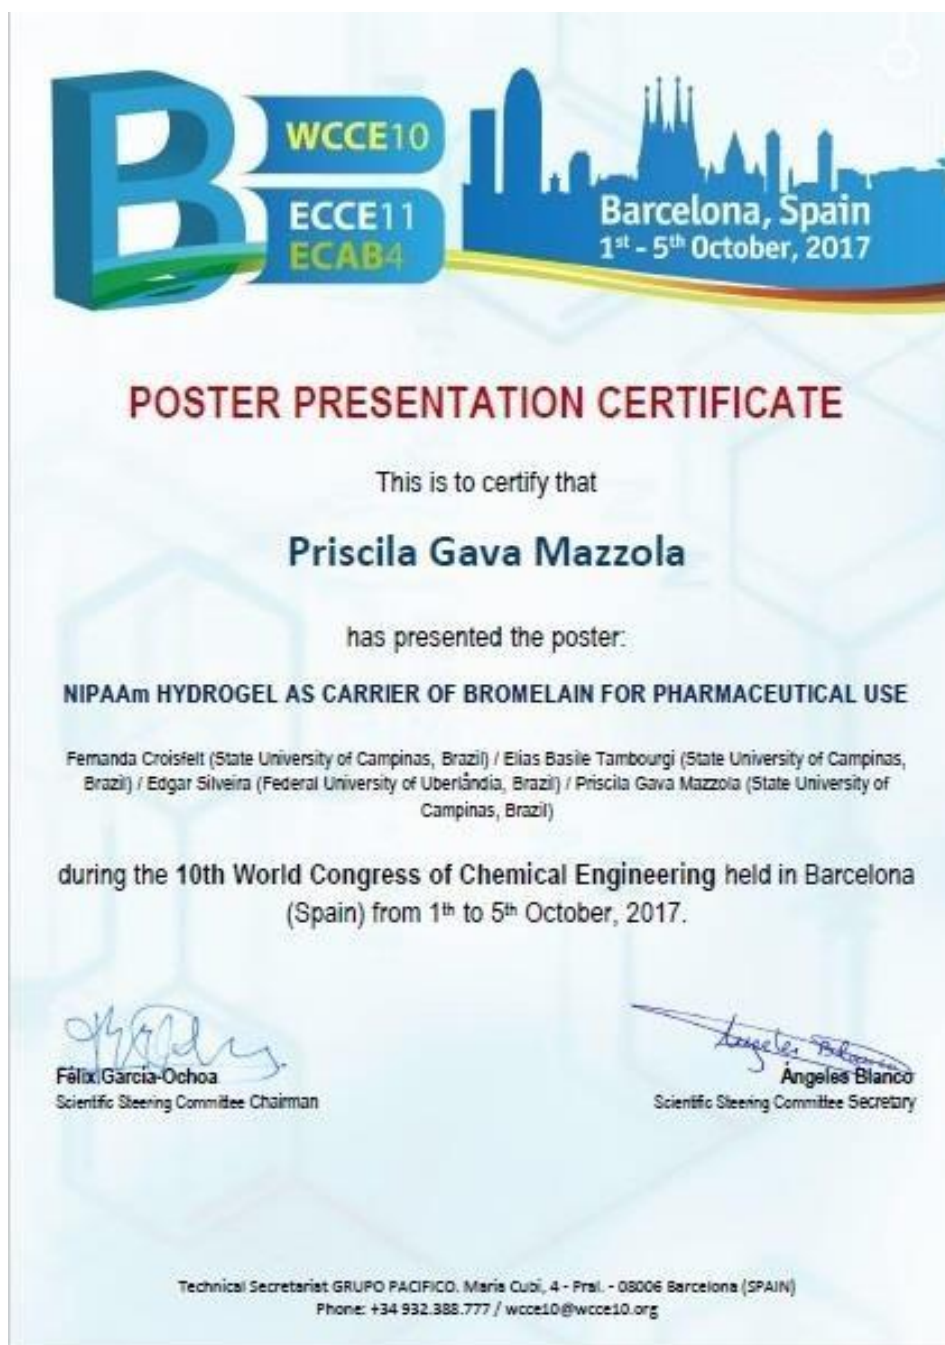 WCCE10
ECCE11
ECAB4
Barcelona, Spain
1st - 5th October, 2017
POSTER PRESENTATION CERTIFICATE
This is to certify that
Priscila Gava Mazzola
has presented the poster:
NIPAAm HYDROGEL AS CARRIER OF BROMELAIN FOR PHARMACEUTICAL USE
Fernanda Croisfelt (State University of Campinas, Brazil) / Elias Basile Tambourgi (State University of Campinas,
Brazil) / Edgar Silveira (Federal University of Uberlândia, Brazil) / Priscila Gava Mazzola (State University of
Campinas, Brazil)
during the 10th World Congress of Chemical Engineering held in Barcelona
(Spain) from 1th to 5th October, 2017.
Félix Garcia-Ochoa
Scientific Steering Committee Chairman
Angeles Blanco
Ángeles Blanco
Scientific Steering Committee Secretary
Technical Secretariat GRUPO PACIFICO. Maria Cubí, 4 - Pral. - 08006 Barcelona (SPAIN)
Phone: +34 932.388.777 / wcce10@wcce10.org